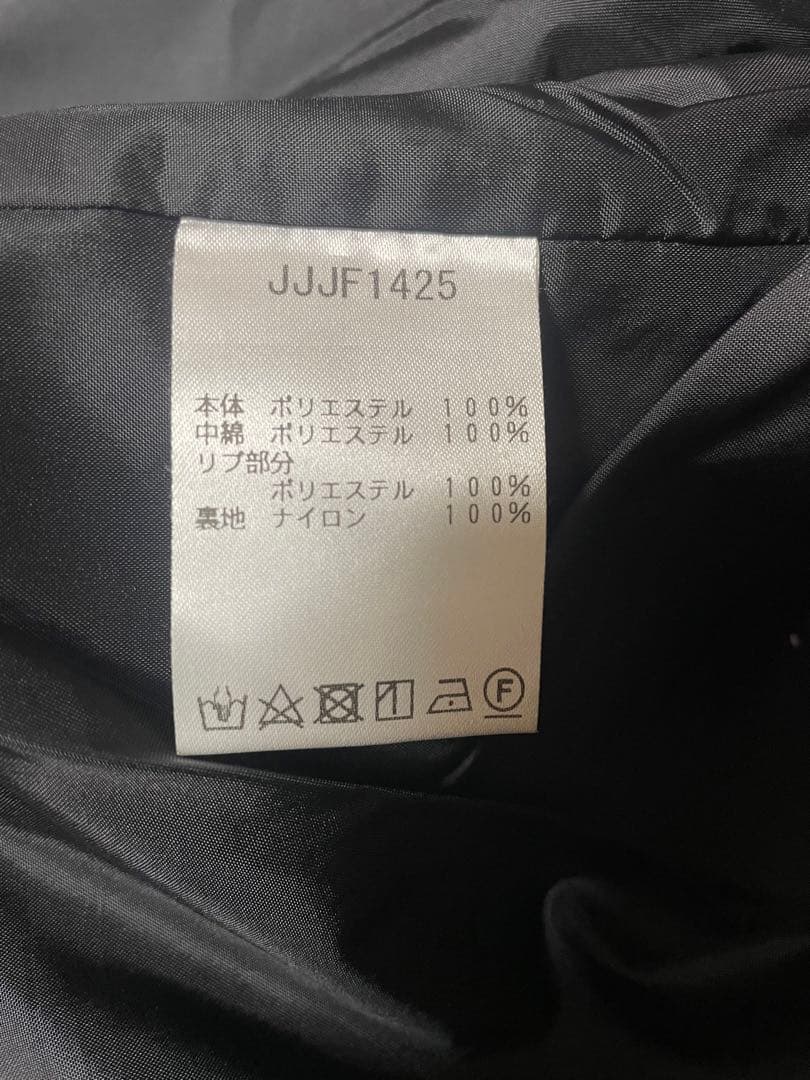 JJJF1425
本体 ポリエステル 100%
中綿 ポリエステル 100%
リブ部分
ポリエステル 100%
裏地 ナイロン 100%
F